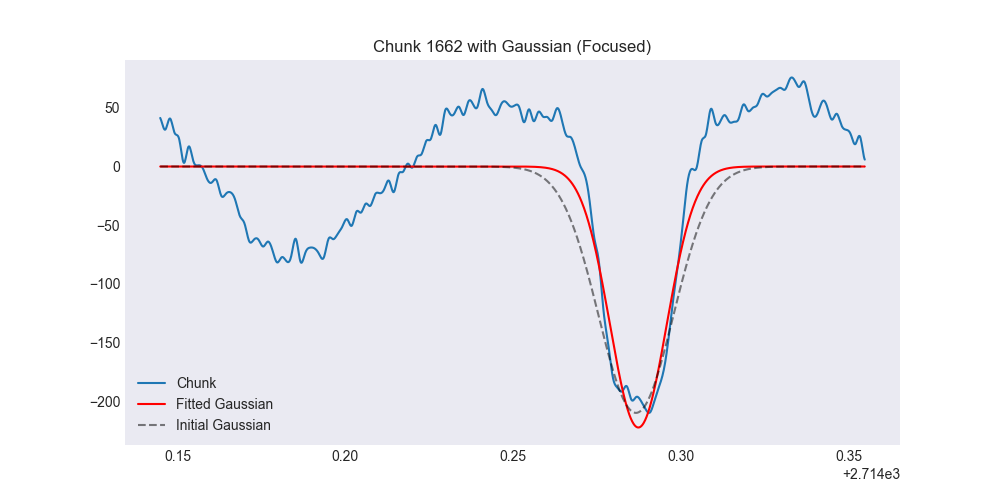 Chunk 1662 with Gaussian (Focused)
50
0
−50
−100
−150
−200
Chunk
Fitted Gaussian
Initial Gaussian
0.15 0.20 0.25 0.30 0.35
+2.714e3